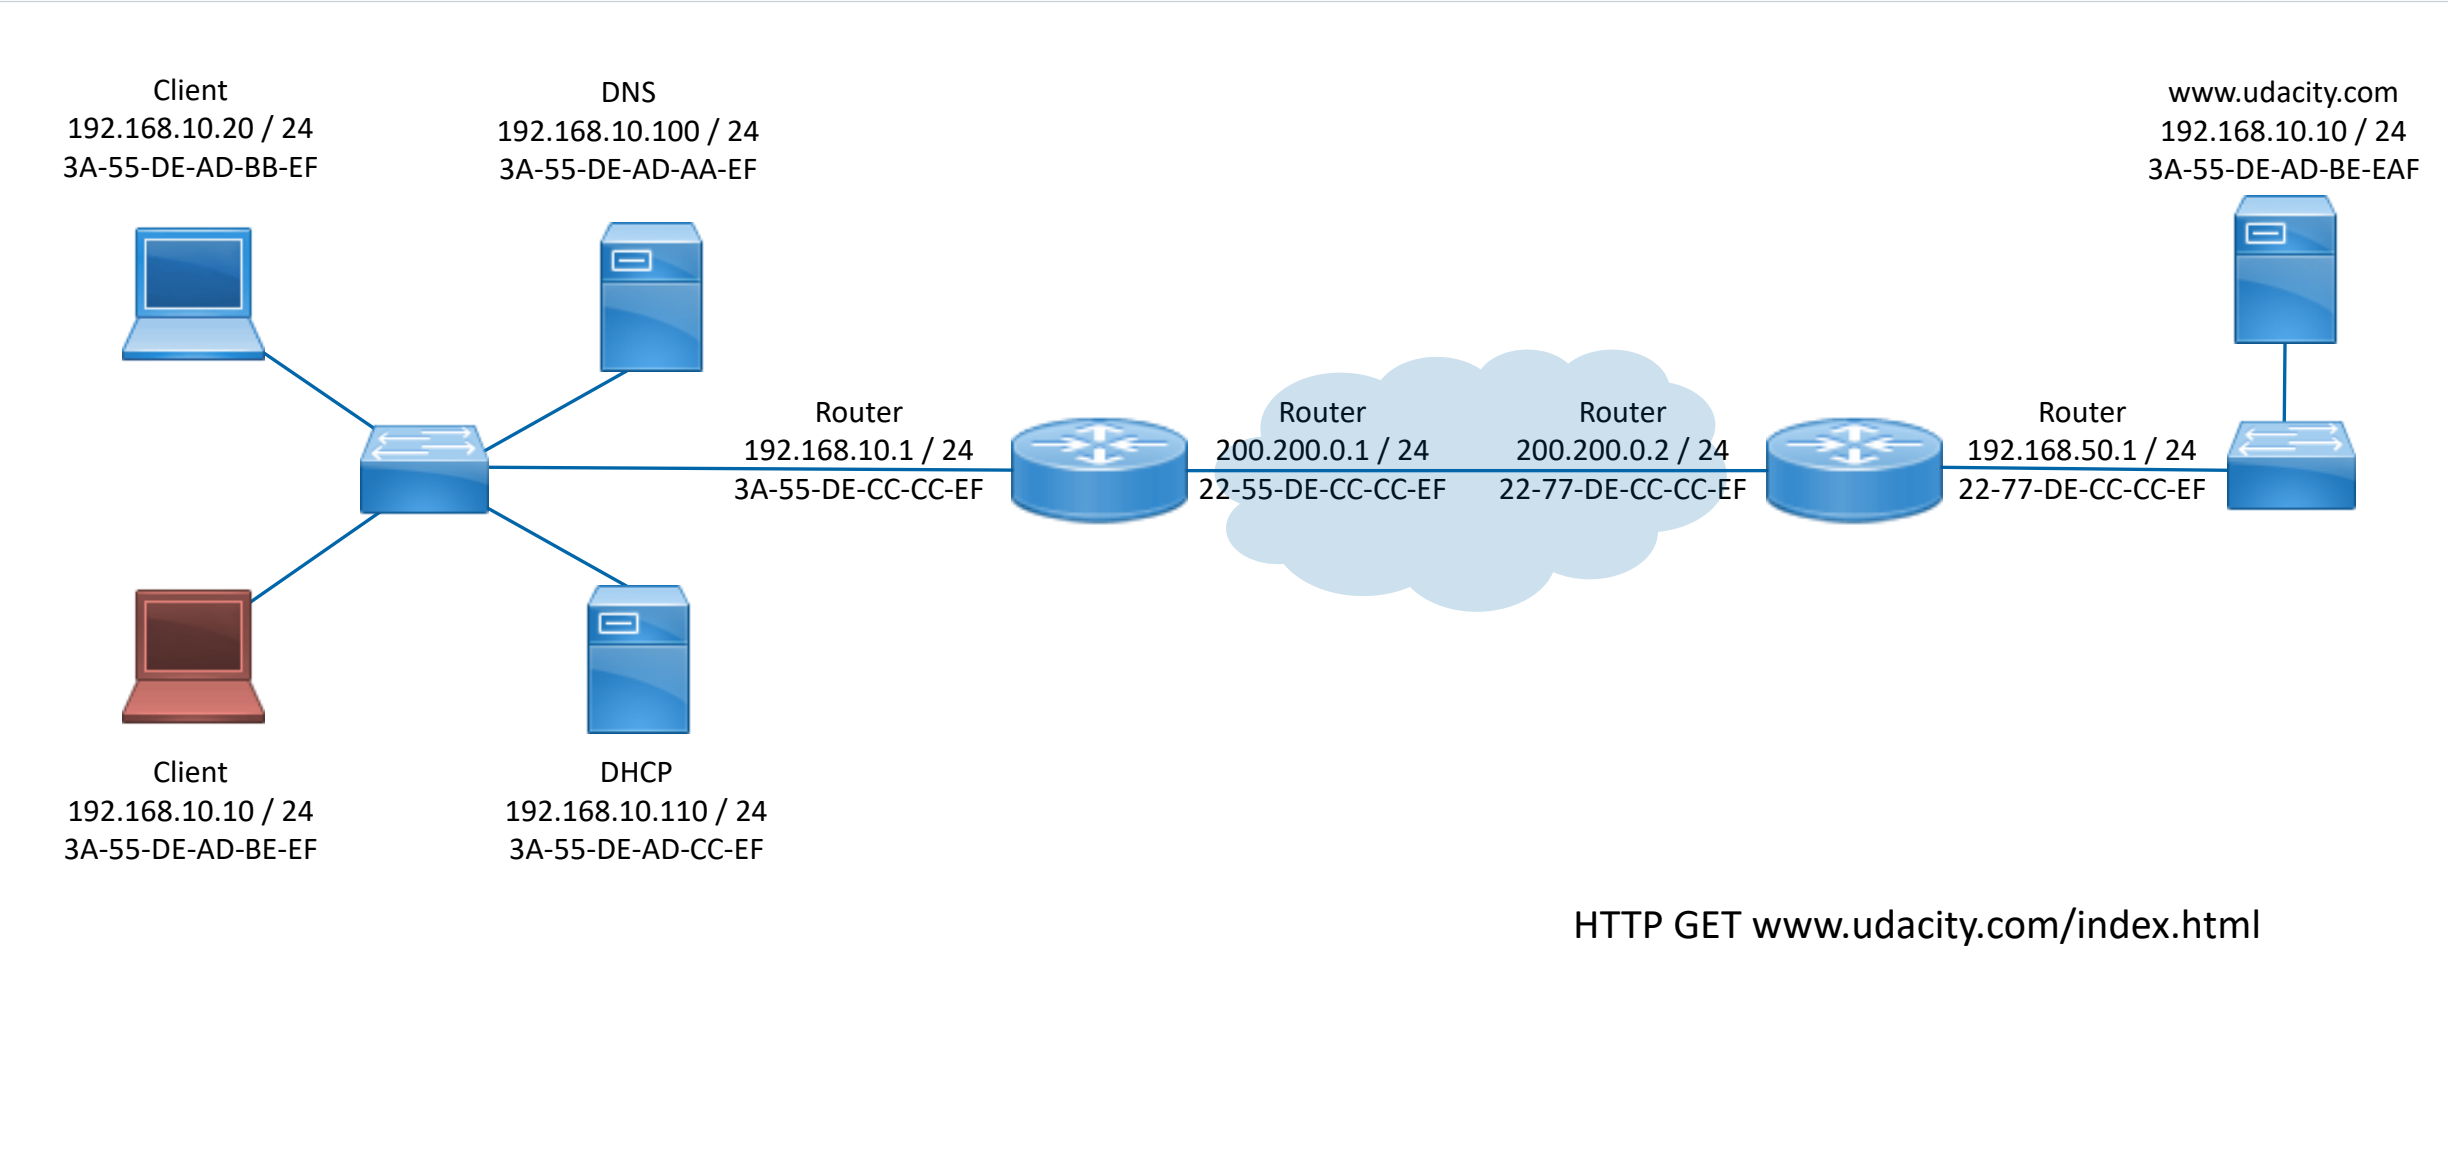 Client
192.168.10.20 / 24
3A-55-DE-AD-BB-EF
DNS
192.168.10.100 / 24
3A-55-DE-AD-AA-EF
www.udacity.com
192.168.10.10 / 24
3A-55-DE-AD-BE-EAF
Router
192.168.10.1 / 24
3A-55-DE-CC-CC-EF
Router
200.200.0.1 / 24
22-55-DE-CC-CC-EF
Router
200.200.0.2 / 24
22-77-DE-CC-CC-EF
Router
192.168.50.1 / 24
22-77-DE-CC-CC-EF
Client
192.168.10.10 / 24
3A-55-DE-AD-BE-EF
DHCP
192.168.10.110 / 24
3A-55-DE-AD-CC-EF
HTTP GET www.udacity.com/index.html